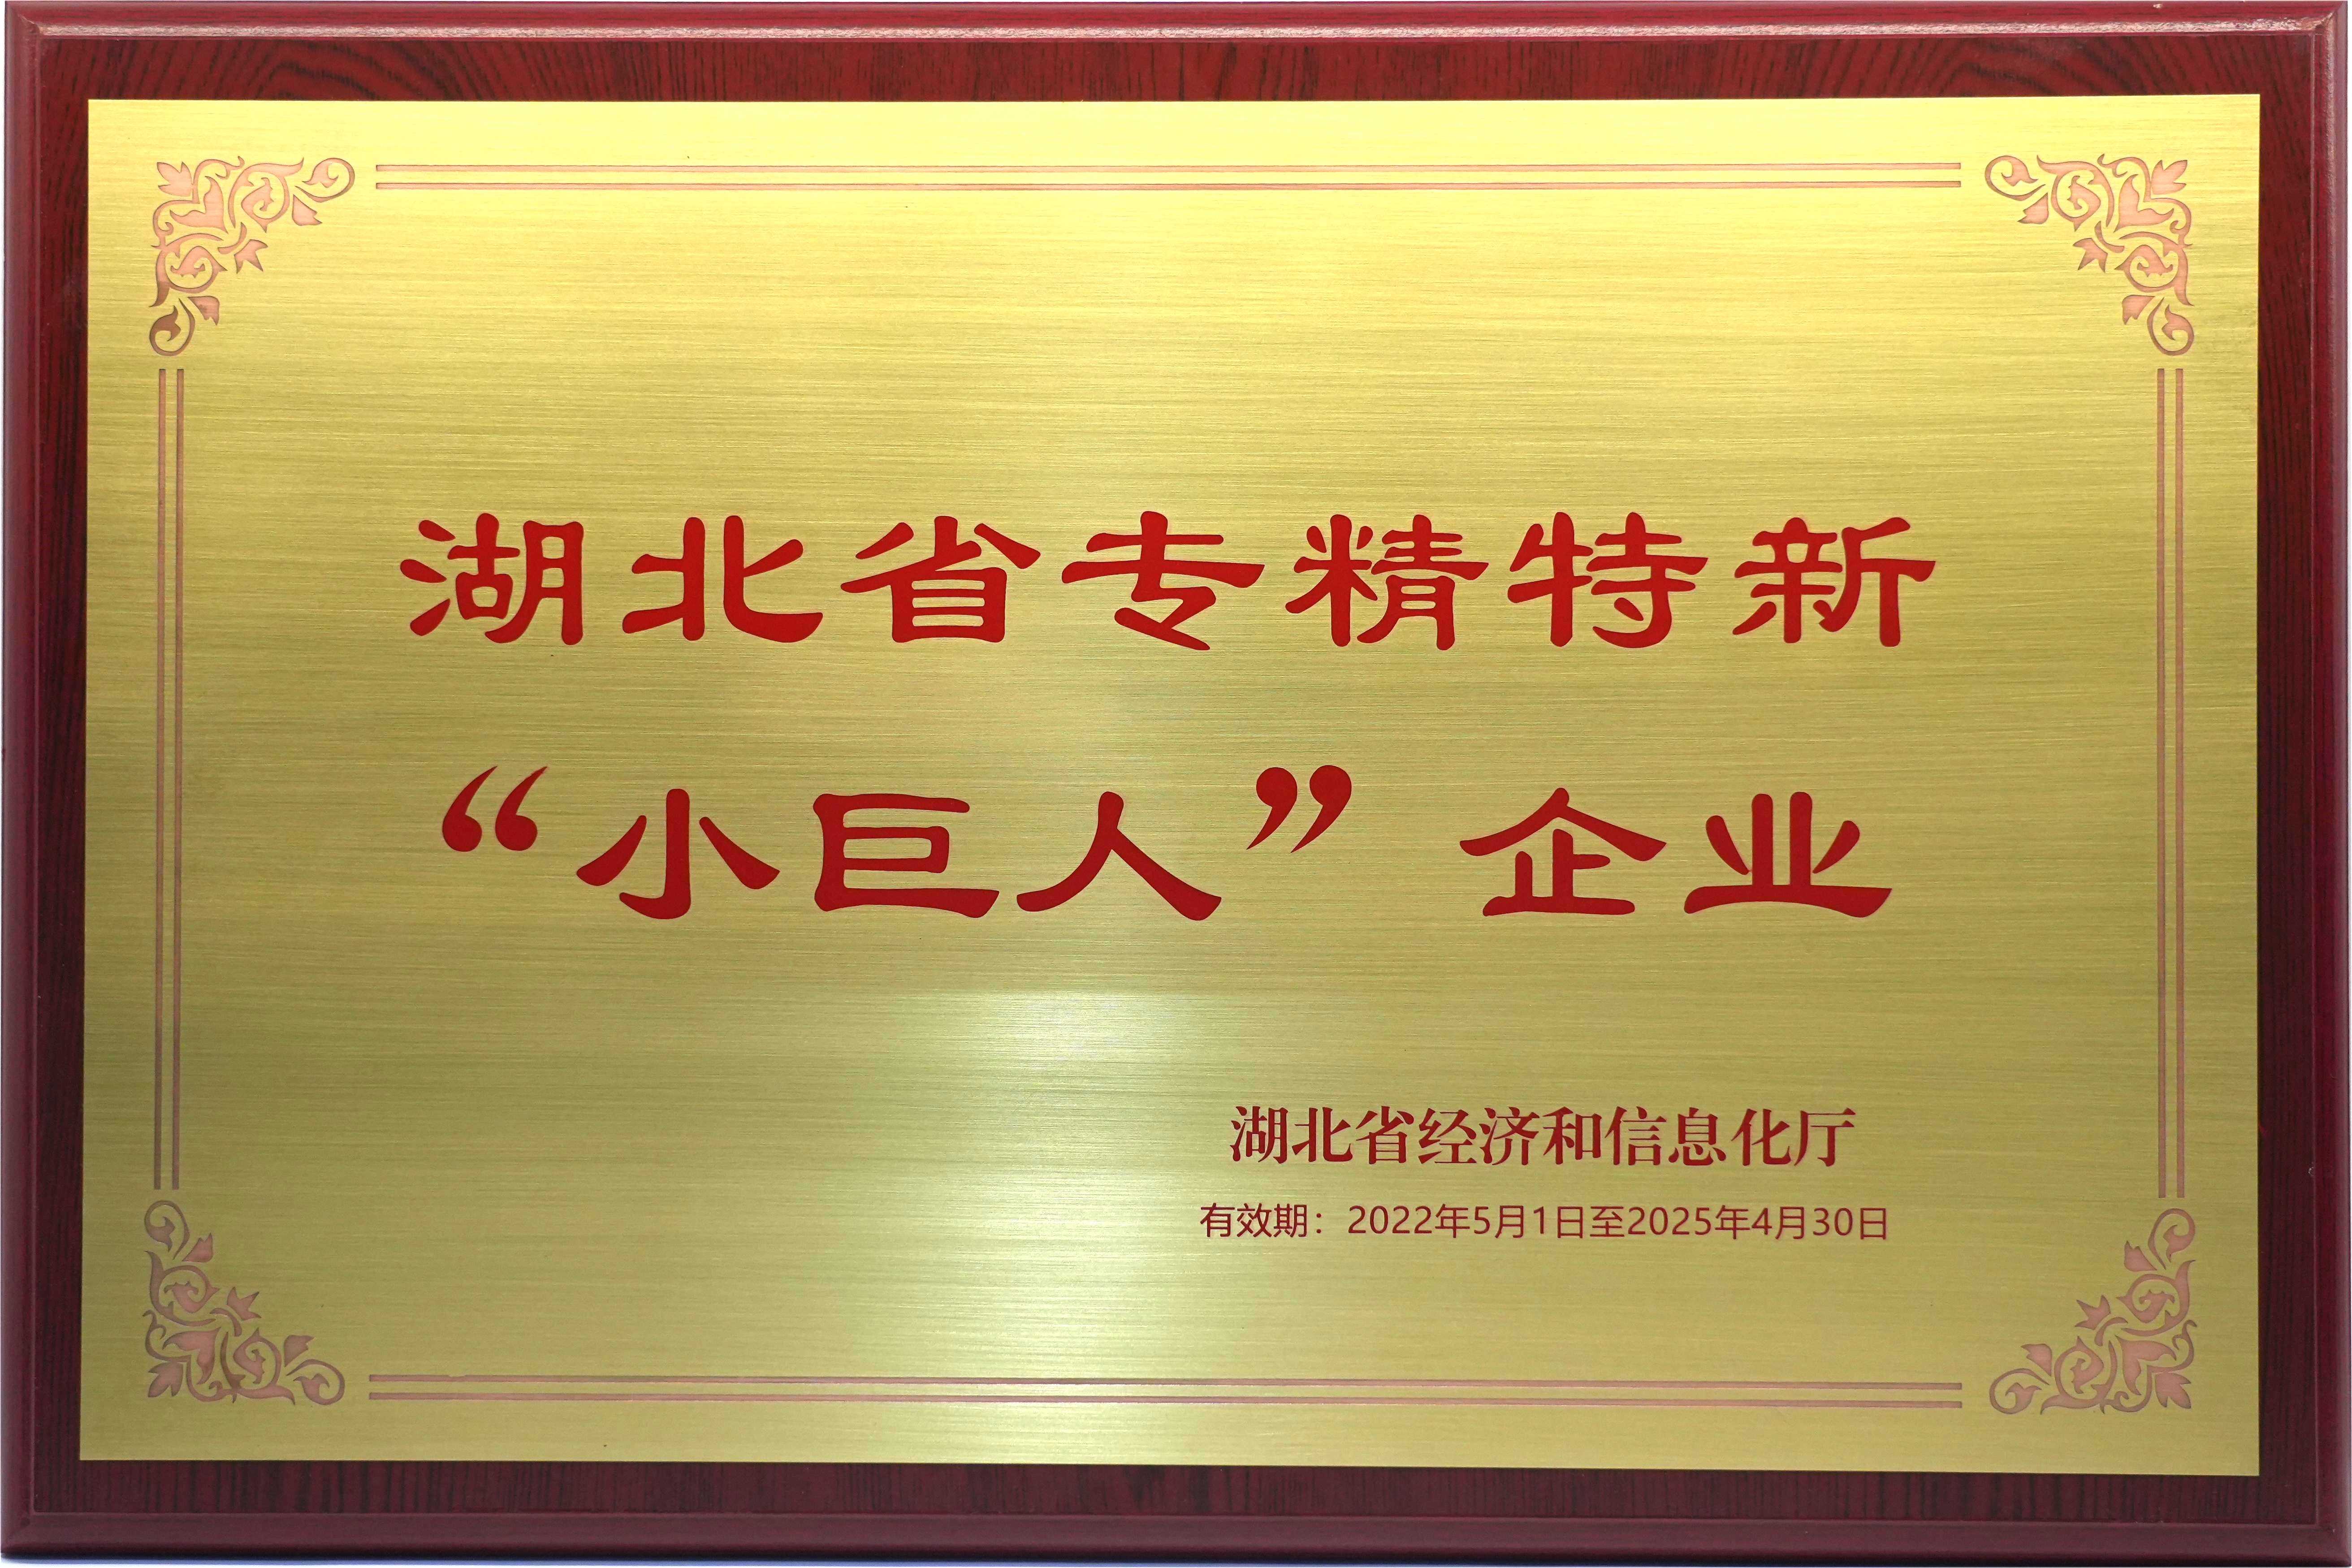 湖北省专精特新
“小巨人”企业
湖北省经济和信息化厅
有效期：2022年5月1日至2025年4月30日